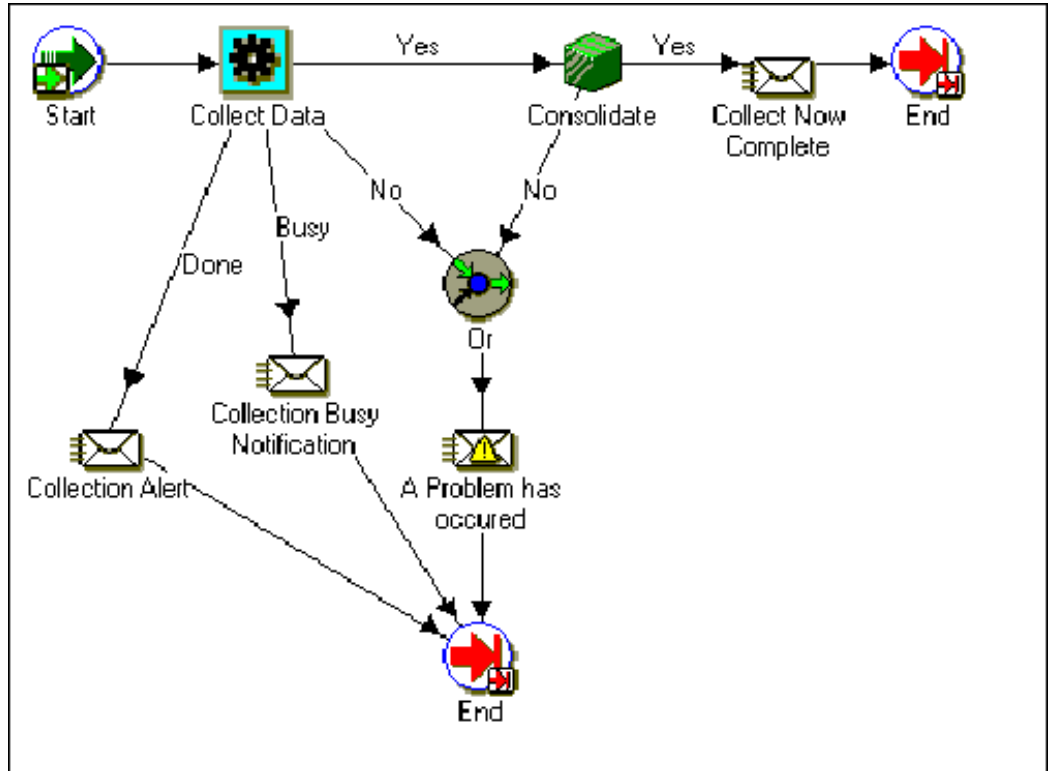 Yes
Yes
Start
Collect Data
Consolidate
Collect Now
Complete
End
No
No
Busy
Done
Or
Collection Busy
Notification
Collection Alert
A Problem has
occured
End